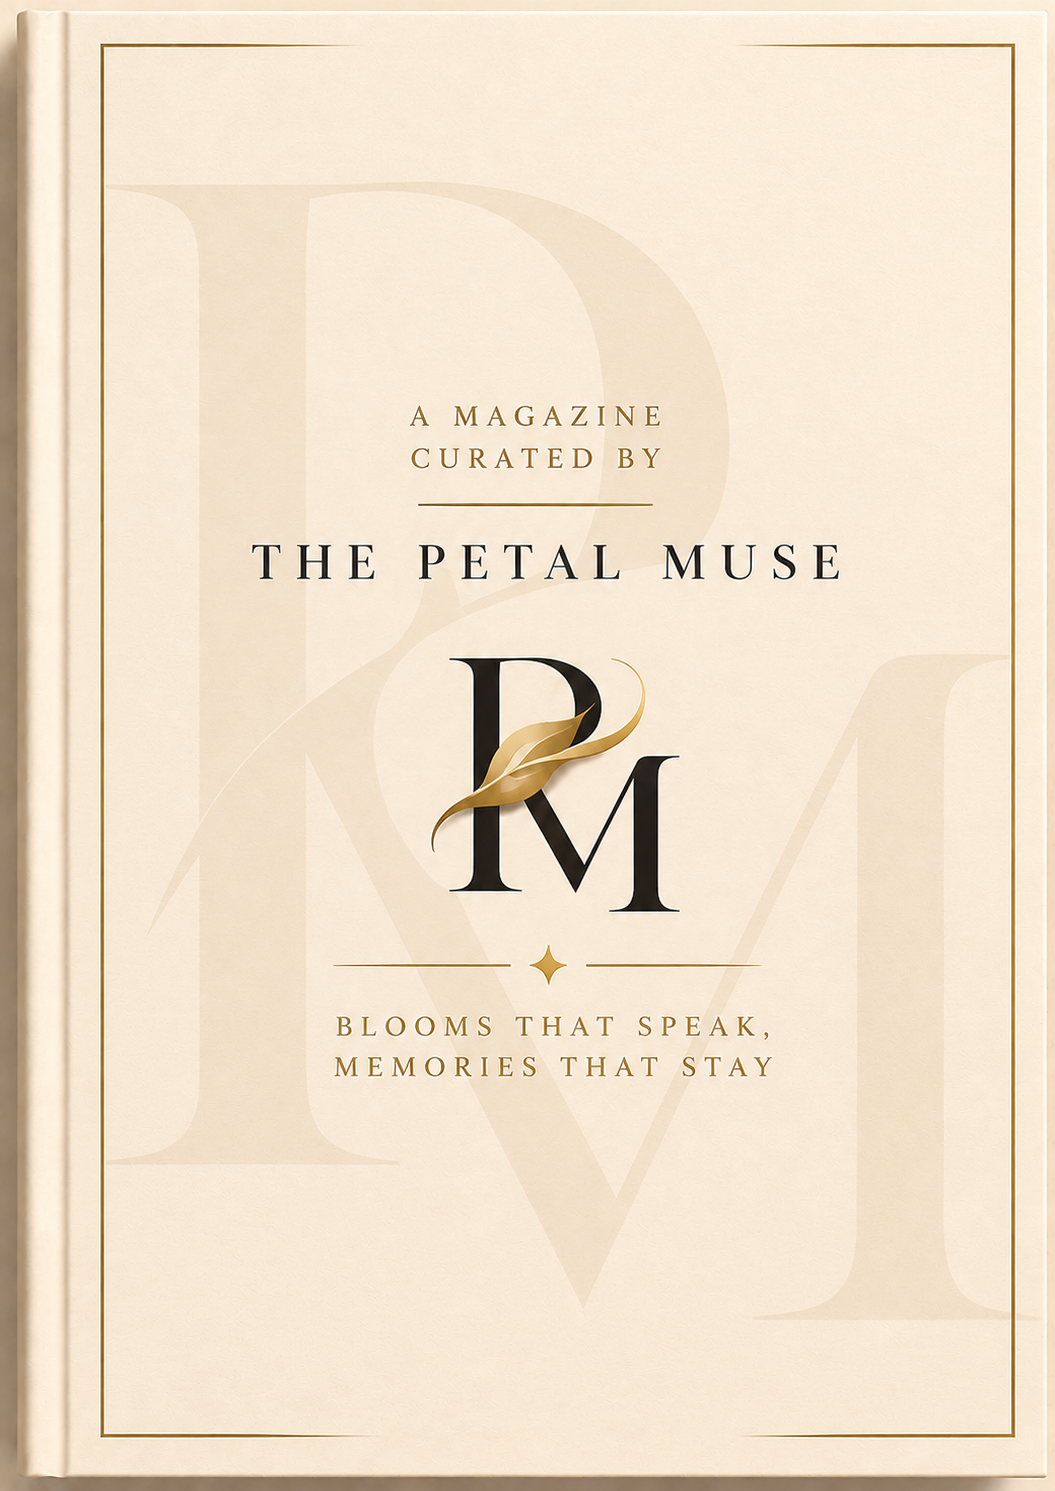 A MAGAZINE
CURATED BY
THE PETAL MUSE
PM
BLOOMS THAT SPEAK,
MEMORIES THAT STAY